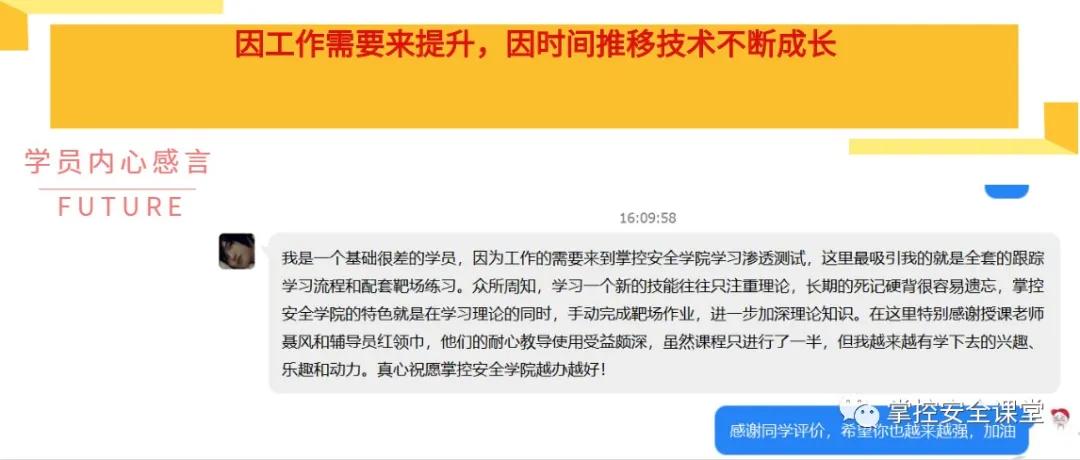 因工作需要来提升，因时间推移技术不断成长
学员内心感言
FUTURE
16:09:58
我是一个基础很差的学员，因为工作的需要来到掌控安全学院学习渗透测试，这里最吸引我的就是全套的跟踪
学习流程和配套靶场练习。众所周知，学习一个新的技能往往只注重理论，长期的死记硬背很容易遗忘，掌控
安全学院的特色就是在学习理论的同时，手动完成靶场作业，进一步加深理论知识。在这里特别感谢授课老师
聂风和辅导员红领巾，他们的耐心教导使用受益颇深，虽然课程只进行了一半，但我越来越有学下去的兴趣、
乐趣和动力。真心祝愿掌控安全学院越办越好！
掌控安全课堂
感谢同学评价，希望你也越来越强，加油